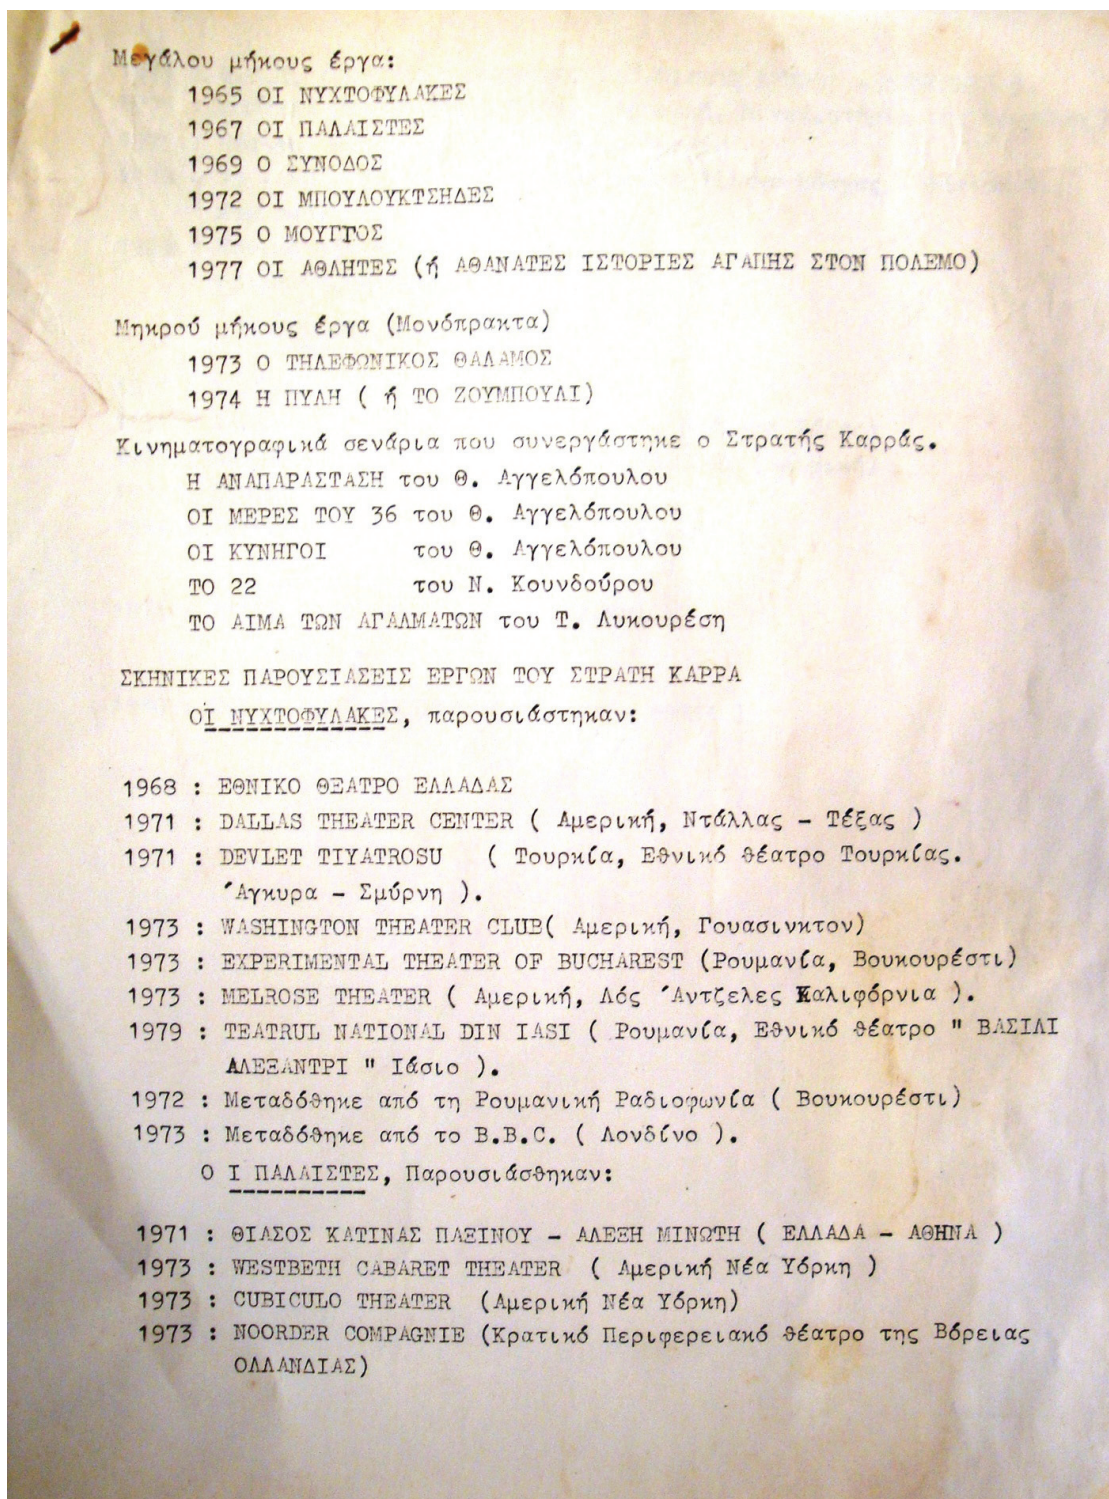 Μεγάλου μήκους έργα:
1965 ΟΙ ΝΥΧΤΟΦΥΛΑΚΕΣ
1967 ΟΙ ΠΑΛΑΙΣΤΕΣ
1969 Ο ΣΥΝΟΔΟΣ
1972 ΟΙ ΜΠΟΥΛΟΥΚΤΣΗΔΕΣ
1975 Ο ΜΟΥΓΓΟΣ
1977 ΟΙ ΑΘΛΗΤΕΣ (ή ΑΘΑΝΑΤΕΣ ΙΣΤΟΡΙΕΣ ΑΓΑΠΗΣ ΣΤΟΝ ΠΟΛΕΜΟ)
Μηκρού μήκους έργα (Μονόπρακτα)
1973 Ο ΤΗΛΕΦΩΝΙΚΟΣ ΘΑΛΑΜΟΣ
1974 Η ΠΥΛΗ ( ή ΤΟ ΖΟΥΜΠΟΥΛΙ)
Κινηματογραφικά σενάρια που συνεργάστηκε ο Στρατής Καρράς.
Η ΑΝΑΠΑΡΑΣΤΑΣΗ του Θ. Αγγελόπουλου
ΟΙ ΜΕΡΕΣ ΤΟΥ 36 του Θ. Αγγελόπουλου
ΟΙ ΚΥΝΗΓΟΙ του Θ. Αγγελόπουλου
ΤΟ 22 του Ν. Κουνδούρου
ΤΟ ΑΙΜΑ ΤΩΝ ΑΓΑΛΜΑΤΩΝ του Τ. Λυκουρέση
ΣΚΗΝΙΚΕΣ ΠΑΡΟΥΣΙΑΣΕΙΣ ΕΡΓΩΝ ΤΟΥ ΣΤΡΑΤΗ ΚΑΡΡΑ
ΟΙ ΝΥΧΤΟΦΥΛΑΚΕΣ, παρουσιάστηκαν:
1968 : ΕΘΝΙΚΟ ΘΕΑΤΡΟ ΕΛΛΑΔΑΣ
1971 : DALLAS THEATER CENTER ( Αμερική, Ντάλλας - Τέξας )
1971 : DEVLET TIYATROSU ( Τουρκία, Εθνικό θέατρο Τουρκίας.
Άγκυρα - Σμύρνη ).
1973 : WASHINGTON THEATER CLUB( Αμερική, Γουασινκτον)
1973 : EXPERIMENTAL THEATER OF BUCHAREST (Ρουμανία, Βουκουρέστι)
1973 : MELROSE THEATER ( Αμερική, Λός Άντζελες Καλιφόρνια ).
1979 : TEATRUL NATIONAL DIN IASI ( Ρουμανία, Εθνικό θέατρο " ΒΑΣΙΛΙ
ΑΛΕΞΑΝΤΡΙ " Ιάσιο ).
1972 : Μεταδόθηκε από τη Ρουμανική Ραδιοφωνία ( Βουκουρέστι)
1973 : Μεταδόθηκε από το B.B.C. ( Λονδίνο ).
Ο Ι ΠΑΛΑΙΣΤΕΣ, Παρουσιάσθηκαν:
1971 : ΘΙΑΣΟΣ ΚΑΤΙΝΑΣ ΠΑΞΙΝΟΥ - ΑΛΕΞΗ ΜΙΝΩΤΗ ( ΕΛΛΑΔΑ - ΑΘΗΝΑ )
1973 : WESTBETH CABARET THEATER ( Αμερική Νέα Υόρκη )
1973 : CUBICULO THEATER (Αμερική Νέα Υόρκη)
1973 : NOORDER COMPAGNIE (Κρατικό Περιφερειακό θέατρο της Βόρειας
ΟΛΛΑΝΔΙΑΣ)